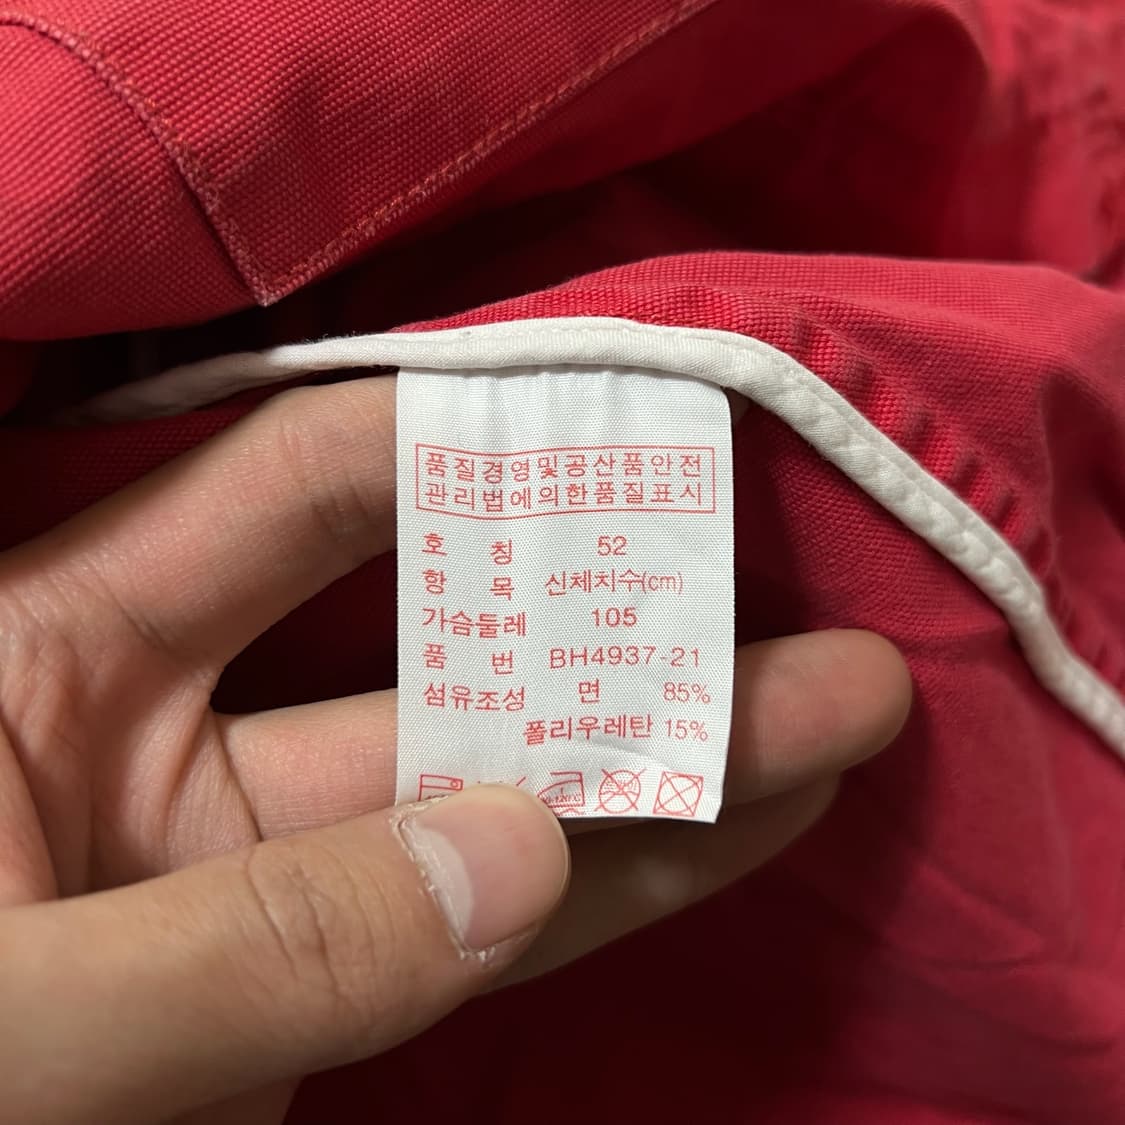 품질경영및공산품안전
관리법에의한품질표시
호 칭 52
항 목 신체치수(cm)
가슴둘레 105
품 번 BH4937-21
섬유조성 면 85%
폴리우레탄 15%